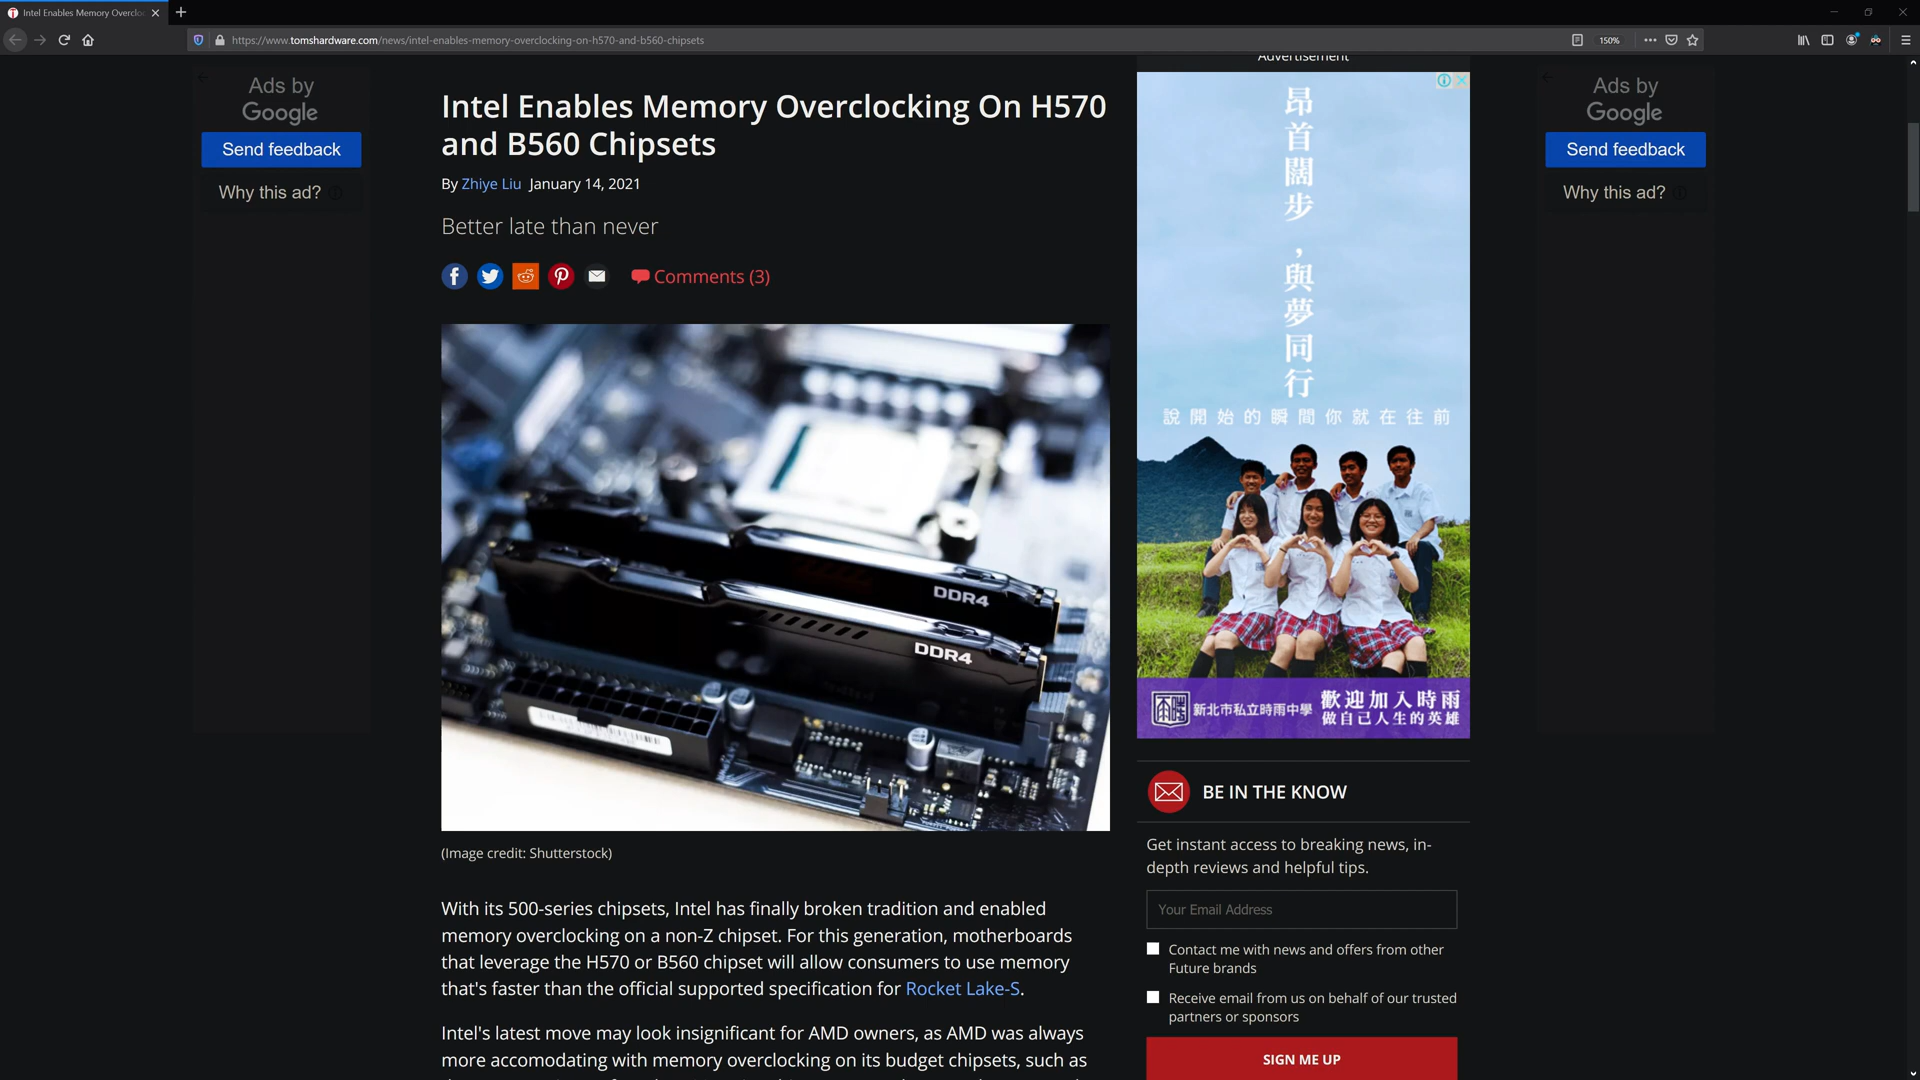 Intel Enables Memory Overcloc
https://www.tomshardware.com/news/intel-enables-memory-overclocking-on-h570-and-b560-chipsets
150%
Ads by
Google
Send feedback
Why this ad?
Intel Enables Memory Overclocking On H570
and B560 Chipsets
By Zhiye Liu January 14, 2021
Better late than never
Comments (3)
DDR4
DDR4
(Image credit: Shutterstock)
With its 500-series chipsets, Intel has finally broken tradition and enabled
memory overclocking on a non-Z chipset. For this generation, motherboards
that leverage the H570 or B560 chipset will allow consumers to use memory
that's faster than the official supported specification for Rocket Lake-S.
Intel's latest move may look insignificant for AMD owners, as AMD was always
more accomodating with memory overclocking on its budget chipsets, such as
Advertisement
昂首闊步，與夢同行
說開始的瞬間你就在往前
新北市私立時雨中學
歡迎加入時雨
做自己人生的英雄
BE IN THE KNOW
Get instant access to breaking news, in-
depth reviews and helpful tips.
Your Email Address
Contact me with news and offers from other
Future brands
Receive email from us on behalf of our trusted
partners or sponsors
SIGN ME UP
Ads by
Google
Send feedback
Why this ad?